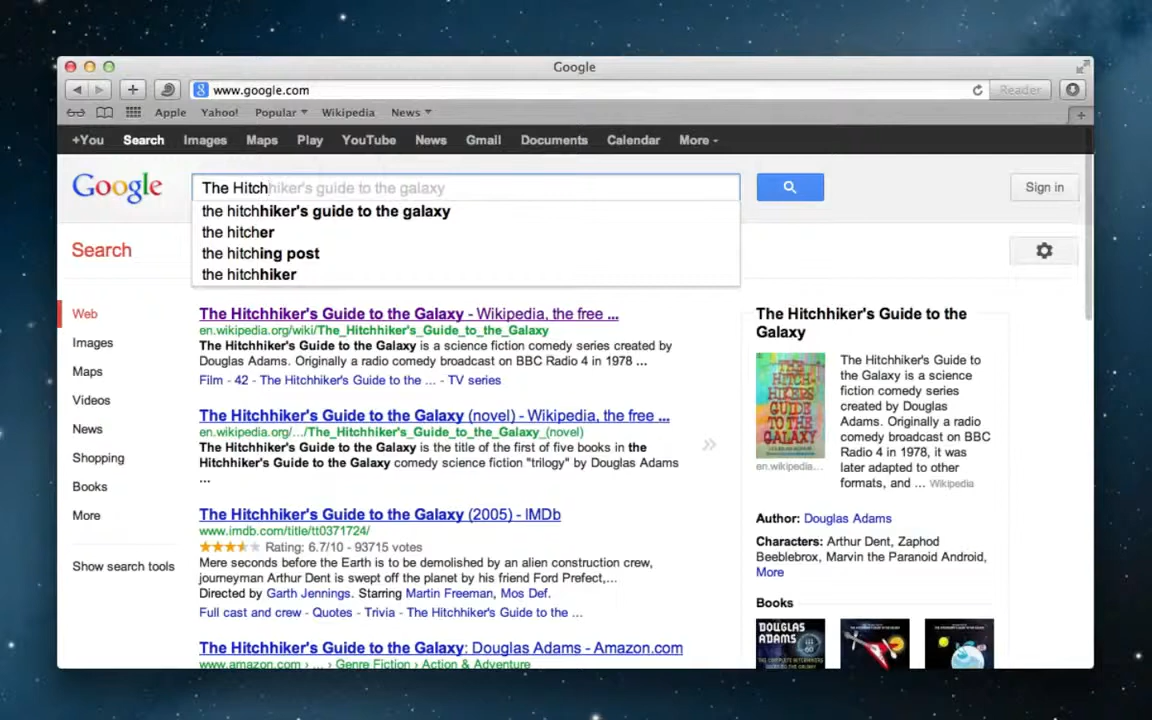 Google
www.google.com
Reader
Apple Yahoo! Popular Wikipedia News
+You Search Images Maps Play YouTube News Gmail Documents Calendar More
Google
The Hitchhiker's guide to the galaxy
Sign in
the hitchhiker's guide to the galaxy
the hitcher
the hitching post
the hitchhiker
Search
Web
Images
Maps
Videos
News
Shopping
Books
More
Show search tools
The Hitchhiker's Guide to the Galaxy - Wikipedia, the free ...
en.wikipedia.org/wiki/The_Hitchhiker's_Guide_to_the_Galaxy
The Hitchhiker's Guide to the Galaxy is a science fiction comedy series created by
Douglas Adams. Originally a radio comedy broadcast on BBC Radio 4 in 1978 ...
Film - 42 - The Hitchhiker's Guide to the ... - TV series
The Hitchhiker's Guide to the Galaxy (novel) - Wikipedia, the free ...
en.wikipedia.org/.../The_Hitchhiker's_Guide_to_the_Galaxy_(novel)
The Hitchhiker's Guide to the Galaxy is the title of the first of five books in the
Hitchhiker's Guide to the Galaxy comedy science fiction "trilogy" by Douglas Adams
...
The Hitchhiker's Guide to the Galaxy (2005) - IMDb
www.imdb.com/title/tt0371724/
Rating: 6.7/10 - 93715 votes
Mere seconds before the Earth is to be demolished by an alien construction crew,
journeyman Arthur Dent is swept off the planet by his friend Ford Prefect,...
Directed by Garth Jennings. Starring Martin Freeman, Mos Def.
Full cast and crew - Quotes - Trivia - The Hitchhiker's Guide to the ...
The Hitchhiker's Guide to the Galaxy: Douglas Adams - Amazon.com
www.amazon.com › ... › Genre Fiction › Action & Adventure
The Hitchhiker's Guide to the
Galaxy
THE
HITCH-
HIKER'S
GUIDE
TO THE
GALAXY
en.wikipedia...
The Hitchhiker's Guide to
the Galaxy is a science
fiction comedy series
created by Douglas
Adams. Originally a radio
comedy broadcast on BBC
Radio 4 in 1978, it was
later adapted to other
formats, and ... Wikipedia
Author: Douglas Adams
Characters: Arthur Dent, Zaphod
Beeblebrox, Marvin the Paranoid Android,
More
Books
DOUGLAS
ADAMS